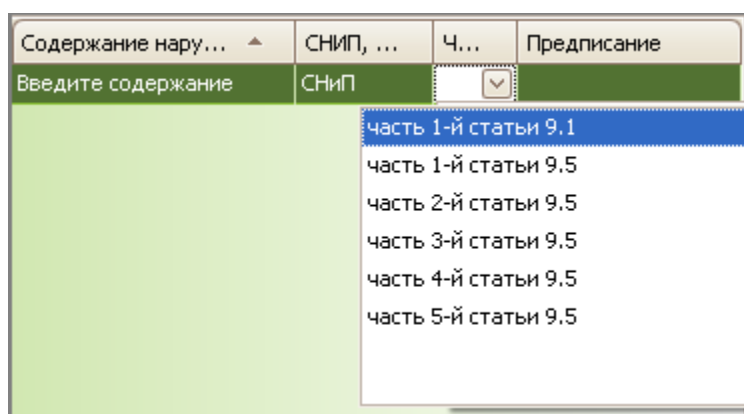 Содержание нару... СНИП, ... Ч... Предписание
Введите содержание СНиП
часть 1-й статьи 9.1
часть 1-й статьи 9.5
часть 2-й статьи 9.5
часть 3-й статьи 9.5
часть 4-й статьи 9.5
часть 5-й статьи 9.5